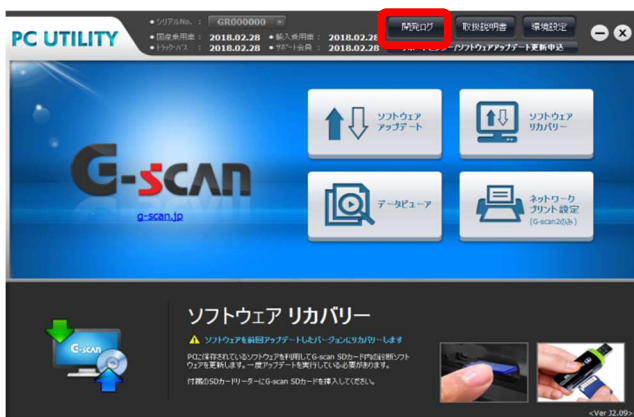 PC UTILITY
• シリアルNo. : GR000000
• 国産乗用車 : 2018.02.28 • 輸入乗用車 : 2018.02.28
• トラック・バス : 2018.02.28 • サポート会員 : 2018.02.28
開発ログ
取扱説明書
環境設定
/ソフトウェアアップデート更新申込
G-scan
g-scan.jp
ソフトウェア
アップデート
ソフトウェア
リカバリー
データビューア
ネットワーク
プリント設定
(G-scan2のみ)
G-scan
ソフトウェア リカバリー
ソフトウェアを前回アップデートしたバージョンにリカバリーします
PCに保存されているソフトウェアを利用してG-scan SDカード内の診断ソフト
ウェアを更新します。一度アップデートを実行している必要があります。
付属のSDカードリーダーにG-scan SDカードを挿入してください。
<Ver J2.09>